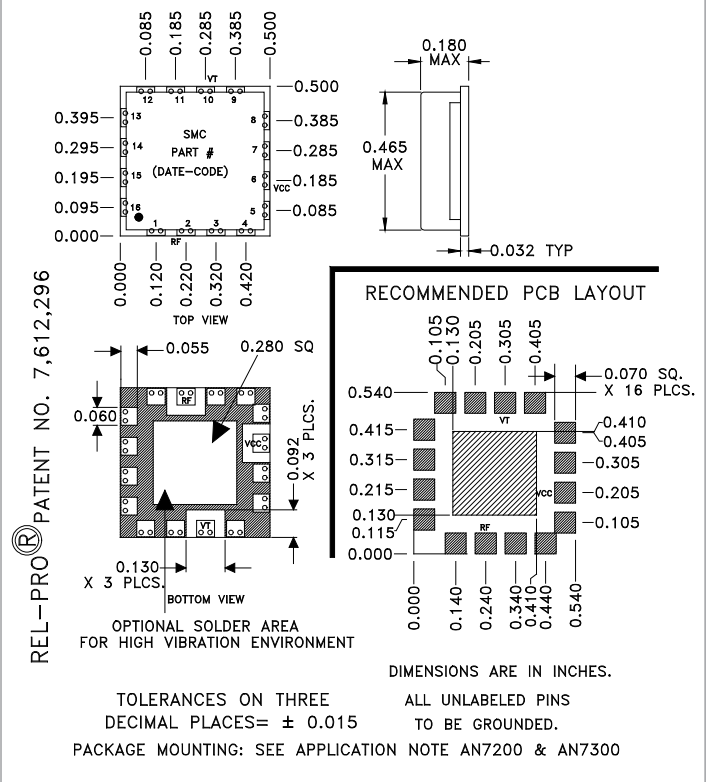 0.085
0.185
0.285
0.385
0.500
VT
12
11
10
9
0.500
0.395
13
8
0.385
0.295
14
SMC
PART #
(DATE-CODE)
7
0.285
0.195
15
6
0.185
VCC
0.095
16
5
0.085
0.000
1
2
3
4
RF
0.000
0.120
0.220
0.320
0.420
TOP VIEW
0.180
MAX
0.465
MAX
0.032 TYP
REL-PRO® PATENT NO. 7,612,296
0.055
0.280 SQ
0.060
RF
VCC
VT
0.092
X 3 PLCS.
0.130
X 3 PLCS.
BOTTOM VIEW
OPTIONAL SOLDER AREA
FOR HIGH VIBRATION ENVIRONMENT
RECOMMENDED PCB LAYOUT
0.105
0.130
0.205
0.305
0.405
0.070 SQ.
X 16 PLCS.
0.540
VT
0.415
0.410
0.405
0.315
0.305
0.215
VCC
0.205
0.130
0.115
0.105
RF
0.000
0.000
0.140
0.240
0.340
0.410
0.440
0.540
DIMENSIONS ARE IN INCHES.
ALL UNLABELED PINS
TO BE GROUNDED.
TOLERANCES ON THREE
DECIMAL PLACES= ± 0.015
PACKAGE MOUNTING: SEE APPLICATION NOTE AN7200 & AN7300